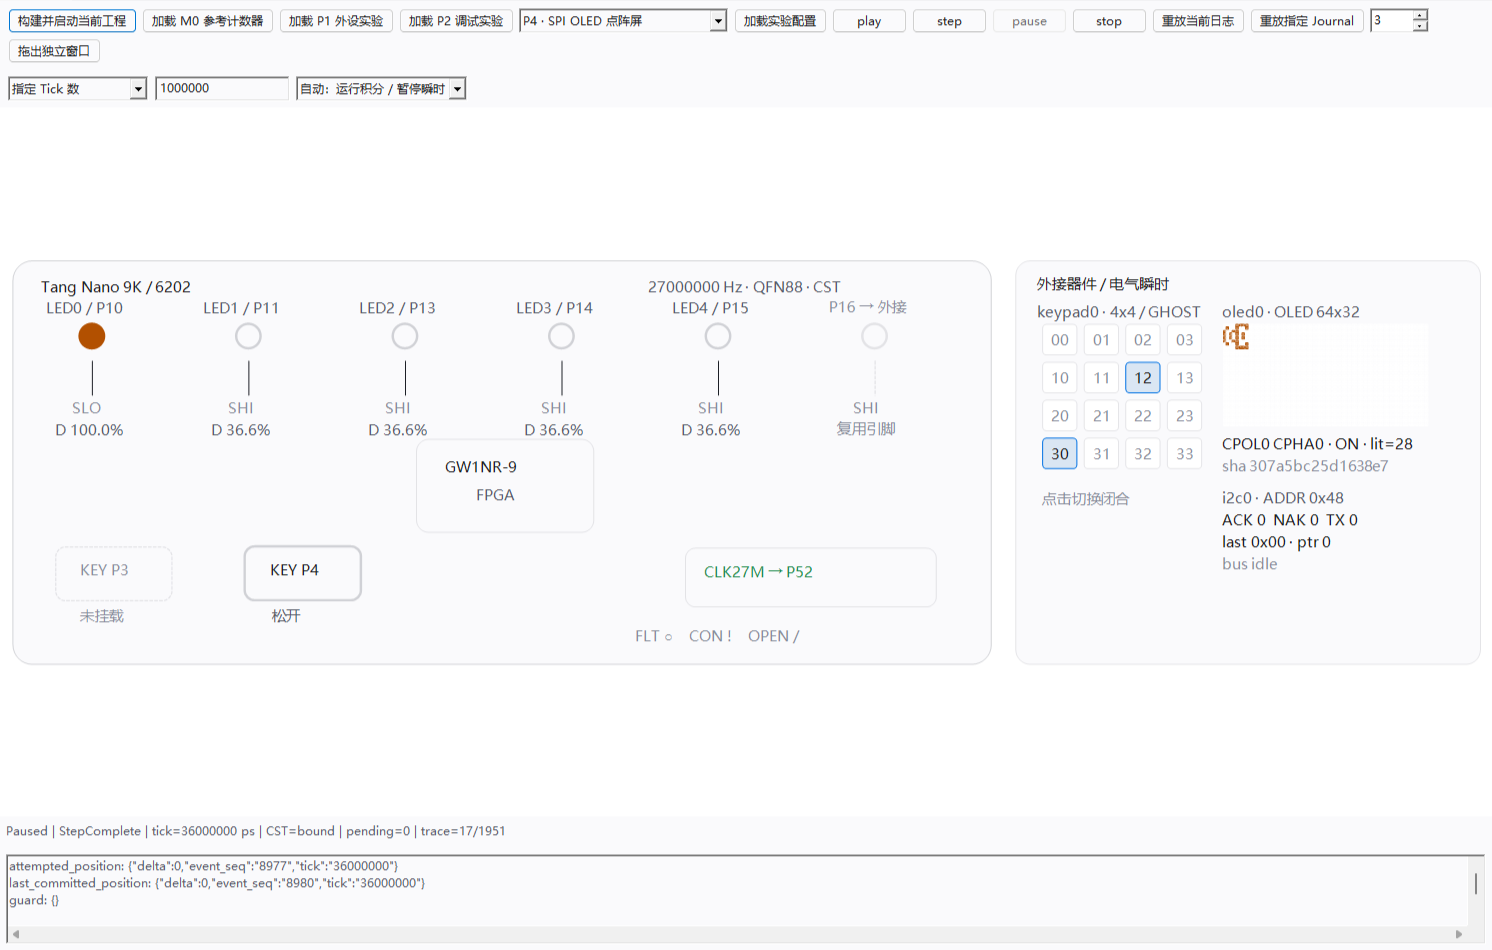 构建并启动当前工程 加载 M0 参考计数器 加载 P1 外设实验 加载 P2 调试实验 P4 · SPI OLED 点阵屏 加载实验配置 play step pause stop 重放当前日志 重放指定 Journal 3
拖出独立窗口
指定 Tick 数 1000000 自动：运行积分 / 暂停瞬时
Tang Nano 9K / 6202 27000000 Hz · QFN88 · CST
LED0 / P10 LED1 / P11 LED2 / P13 LED3 / P14 LED4 / P15 P16 → 外接
SLO SHI SHI SHI SHI SHI
D 100.0% D 36.6% D 36.6% D 36.6% D 36.6% 复用引脚
GW1NR-9
FPGA
KEY P3 KEY P4 CLK27M → P52
未挂载 松开
FLT ○ CON ! OPEN /
外接器件 / 电气瞬时
keypad0 · 4x4 / GHOST oled0 · OLED 64x32
00 01 02 03
10 11 12 13
20 21 22 23
30 31 32 33
点击切换闭合
CPOL0 CPHA0 · ON · lit=28
sha 307a5bc25d1638e7
i2c0 · ADDR 0x48
ACK 0 NAK 0 TX 0
last 0x00 · ptr 0
bus idle
Paused | StepComplete | tick=36000000 ps | CST=bound | pending=0 | trace=17/1951
attempted_position: {"delta":0,"event_seq":"8977","tick":"36000000"}
last_committed_position: {"delta":0,"event_seq":"8980","tick":"36000000"}
guard: {}